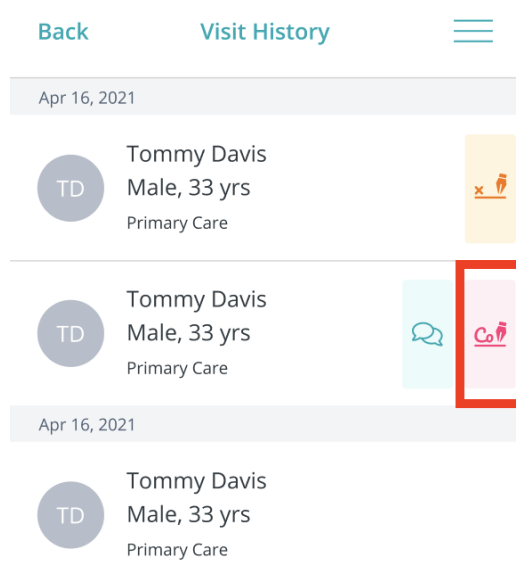 Back Visit History
Apr 16, 2021
TD
Tommy Davis
Male, 33 yrs
Primary Care
x
TD
Tommy Davis
Male, 33 yrs
Primary Care
Co
Apr 16, 2021
TD
Tommy Davis
Male, 33 yrs
Primary Care